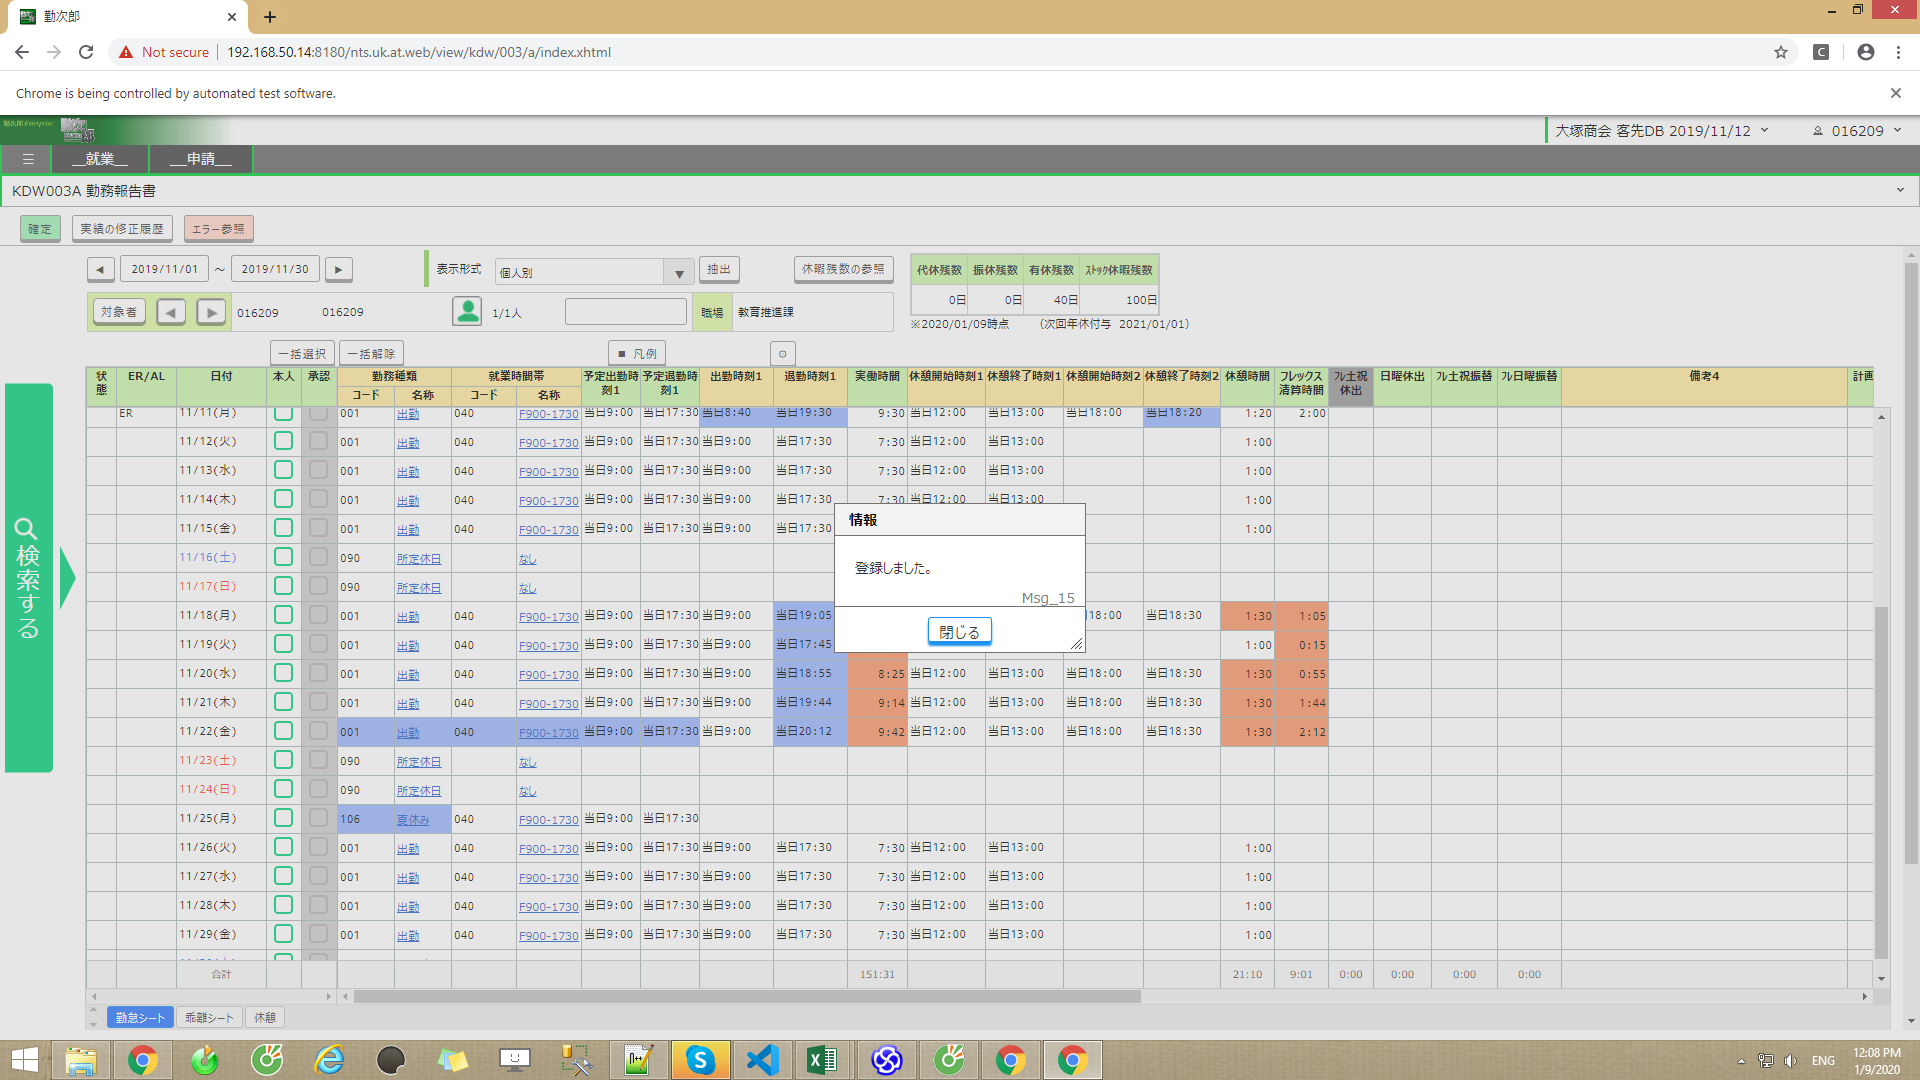 勤次郎
Not secure 192.168.50.14:8180/nts.uk.at.web/view/kdw/003/a/index.xhtml
Chrome is being controlled by automated test software.
大塚商会 客先DB 2019/11/12 016209
__就業__ __申請__
KDW003A 勤務報告書
確定 実績の修正履歴 エラー参照
◀ 2019/11/01 ～ 2019/11/30 ▶ 表示形式 個人別 ▼ 抽出 休暇残数の参照
代休残数 振休残数 有休残数 ｽﾄｯｸ休暇残数
0日 0日 40日 100日
※2020/01/09時点 （次回年休付与 2021/01/01）
対象者 ◀ ▶ 016209 016209 1/1人 職場 教育推進課
一括選択 一括解除 ■ 凡例
状態 ER/AL 日付 本人 承認 勤務種類 就業時間帯 予定出勤時刻1 予定退勤時刻1 出勤時刻1 退勤時刻1 実働時間 休憩開始時刻1 休憩終了時刻1 休憩開始時刻2 休憩終了時刻2 休憩時間 フレックス清算時間 フル土祝休出 日曜休出 フル土祝振替 フル日曜振替 備考4 計画
コード 名称 コード 名称
ER 11/11(月) 001 出勤 040 F900-1730 当日9:00 当日17:30 当日8:40 当日19:30 9:30 当日12:00 当日13:00 当日18:00 当日18:20 1:20 2:00
11/12(火) 001 出勤 040 F900-1730 当日9:00 当日17:30 当日9:00 当日17:30 7:30 当日12:00 当日13:00 1:00
11/13(水) 001 出勤 040 F900-1730 当日9:00 当日17:30 当日9:00 当日17:30 7:30 当日12:00 当日13:00 1:00
11/14(木) 001 出勤 040 F900-1730 当日9:00 当日17:30 当日9:00 当日17:30 7:30 当日12:00 当日13:00 1:00
11/15(金) 001 出勤 040 F900-1730 当日9:00 当日17:30 当日9:00 当日17:30 1:00
11/16(土) 090 所定休日 なし
11/17(日) 090 所定休日 なし
11/18(月) 001 出勤 040 F900-1730 当日9:00 当日17:30 当日9:00 当日19:05 日18:00 当日18:30 1:30 1:05
11/19(火) 001 出勤 040 F900-1730 当日9:00 当日17:30 当日9:00 当日17:45 1:00 0:15
11/20(水) 001 出勤 040 F900-1730 当日9:00 当日17:30 当日9:00 当日18:55 8:25 当日12:00 当日13:00 当日18:00 当日18:30 1:30 0:55
11/21(木) 001 出勤 040 F900-1730 当日9:00 当日17:30 当日9:00 当日19:44 9:14 当日12:00 当日13:00 当日18:00 当日18:30 1:30 1:44
11/22(金) 001 出勤 040 F900-1730 当日9:00 当日17:30 当日9:00 当日20:12 9:42 当日12:00 当日13:00 当日18:00 当日18:30 1:30 2:12
11/23(土) 090 所定休日 なし
11/24(日) 090 所定休日 なし
11/25(月) 106 夏休み 040 F900-1730 当日9:00 当日17:30
11/26(火) 001 出勤 040 F900-1730 当日9:00 当日17:30 当日9:00 当日17:30 7:30 当日12:00 当日13:00 1:00
11/27(水) 001 出勤 040 F900-1730 当日9:00 当日17:30 当日9:00 当日17:30 7:30 当日12:00 当日13:00 1:00
11/28(木) 001 出勤 040 F900-1730 当日9:00 当日17:30 当日9:00 当日17:30 7:30 当日12:00 当日13:00 1:00
11/29(金) 001 出勤 040 F900-1730 当日9:00 当日17:30 当日9:00 当日17:30 7:30 当日12:00 当日13:00 1:00
合計 151:31 21:10 9:01 0:00 0:00 0:00 0:00
情報
登録しました。
Msg_15
閉じる
検索する
勤怠シート 乖離シート 休憩
ENG 12:08 PM
1/9/2020